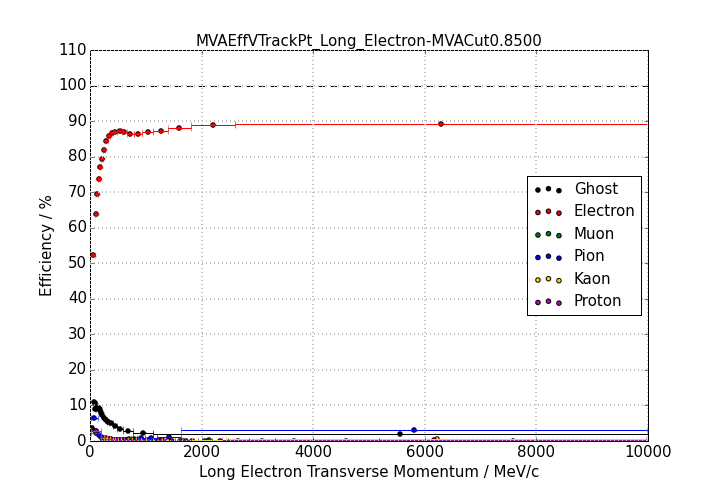 MVAEffVTrackPt_Long_Electron-MVACut0.8500
110
100
90
80
70
60
50
40
30
20
10
0
Efficiency / %
Ghost
Electron
Muon
Pion
Kaon
Proton
0 2000 4000 6000 8000 10000
Long Electron Transverse Momentum / MeV/c